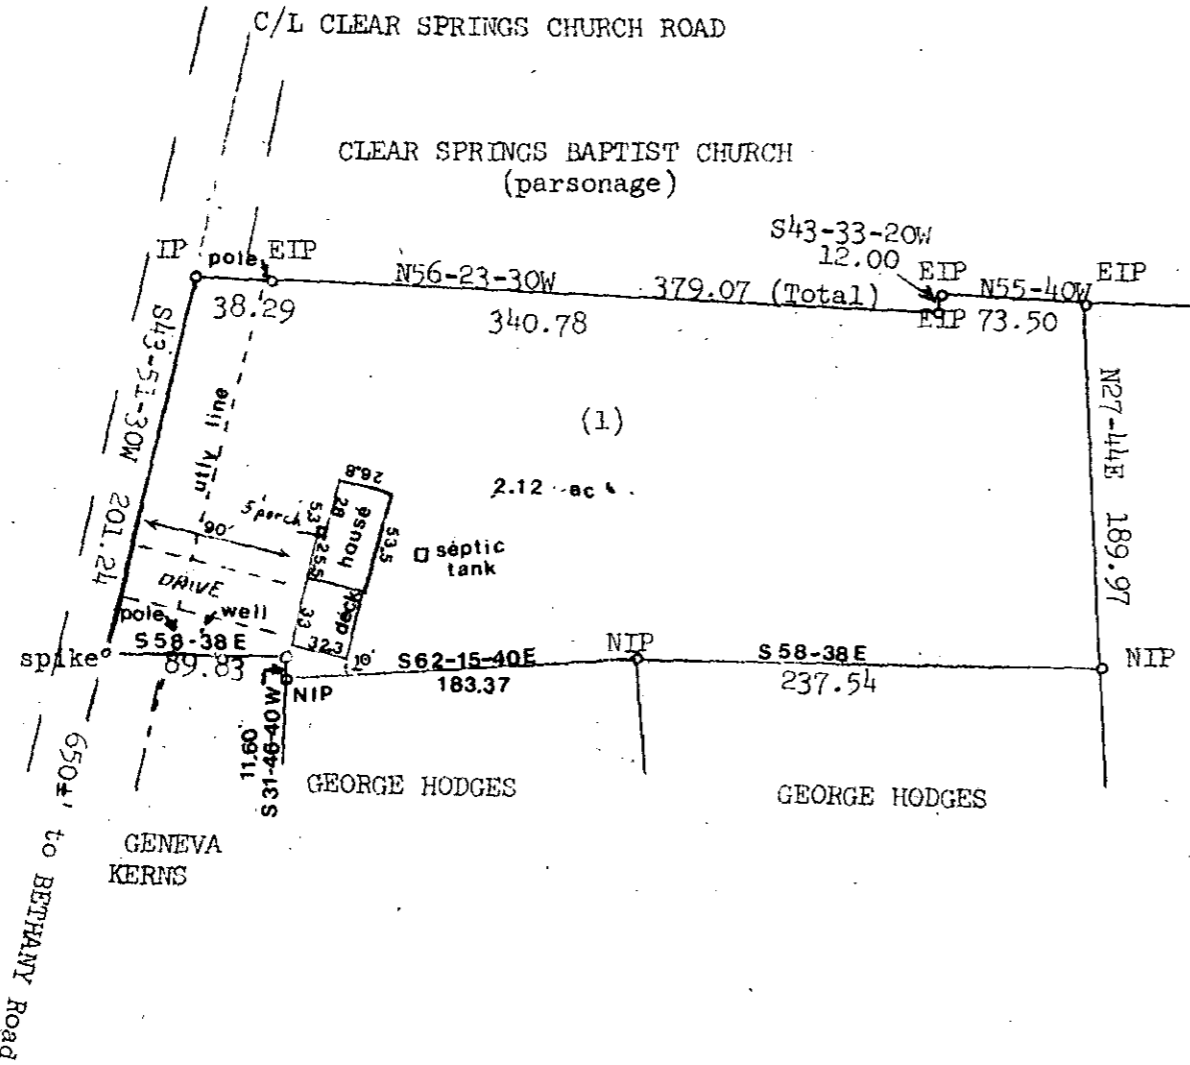 C/L CLEAR SPRINGS CHURCH ROAD
CLEAR SPRINGS BAPTIST CHURCH
(parsonage)
S43-33-20W
12.00
IP
pole
EIP
N56-23-30W
379.07 (Total)
EIP
N55-40W
EIP
38.29
340.78
EIP
73.50
S43-51-30W 201.24
utly line
N27-44E 189.97
(1)
2.12 ac
26.8
5' porch
5.3
28
house
53.5
25.5
90'
septic
tank
DRIVE
33
deck
pole
well
32.3
spike
S58-38E
89.83
10'
S62-15-40E
183.37
NIP
S58-38E
237.54
NIP
NIP
11.60'
S31-46-40W
GEORGE HODGES
GEORGE HODGES
GENEVA
KERNS
650'± to BETHANY Road